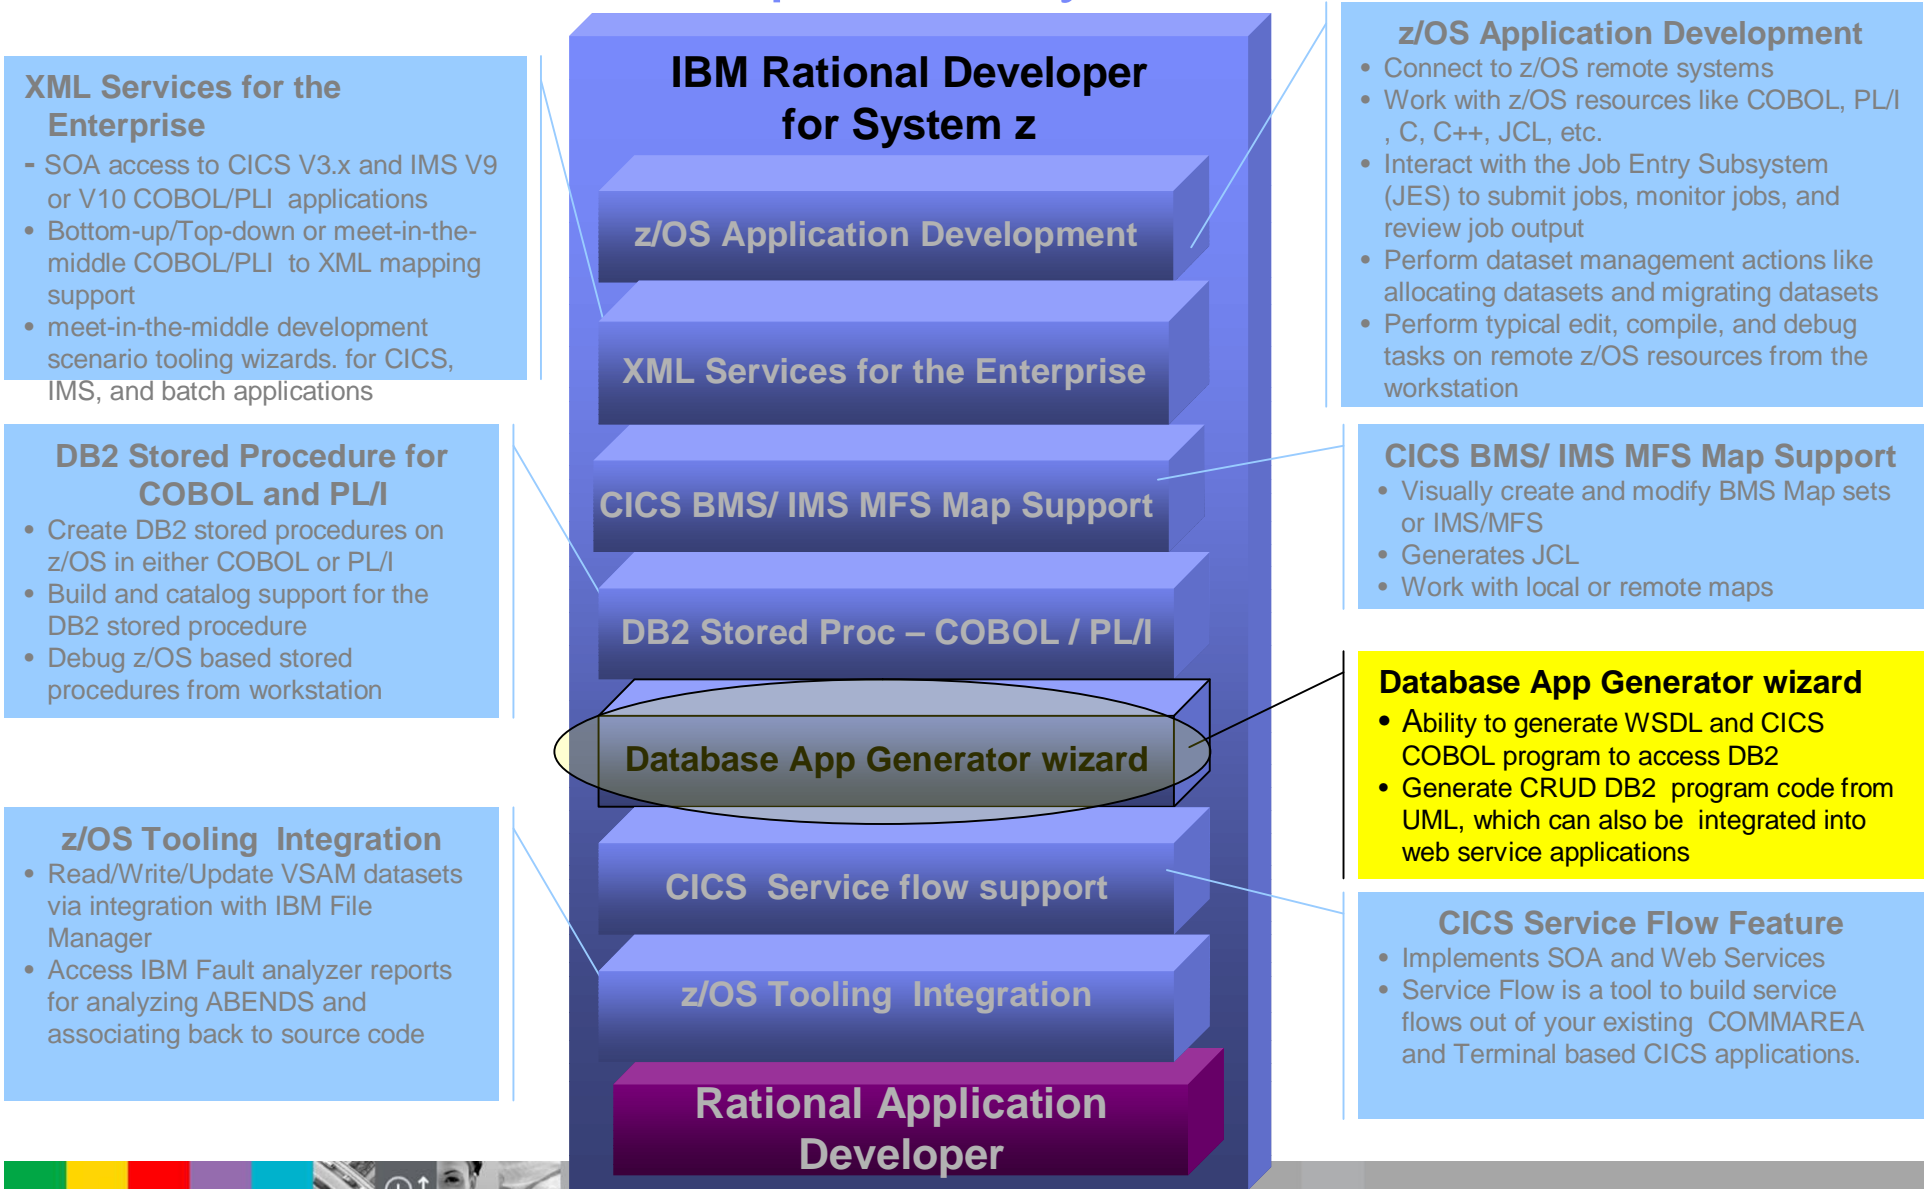 IBM Rational Developer
for System z
z/OS Application Development
XML Services for the Enterprise
CICS BMS/ IMS MFS Map Support
DB2 Stored Proc – COBOL / PL/I
Database App Generator wizard
CICS Service flow support
z/OS Tooling Integration
Rational Application
Developer
XML Services for the
Enterprise
- SOA access to CICS V3.x and IMS V9
or V10 COBOL/PLI applications
• Bottom-up/Top-down or meet-in-the-
middle COBOL/PLI to XML mapping
support
• meet-in-the-middle development
scenario tooling wizards. for CICS,
IMS, and batch applications
DB2 Stored Procedure for
COBOL and PL/I
• Create DB2 stored procedures on
z/OS in either COBOL or PL/I
• Build and catalog support for the
DB2 stored procedure
• Debug z/OS based stored
procedures from workstation
z/OS Tooling Integration
• Read/Write/Update VSAM datasets
via integration with IBM File
Manager
• Access IBM Fault analyzer reports
for analyzing ABENDS and
associating back to source code
z/OS Application Development
• Connect to z/OS remote systems
• Work with z/OS resources like COBOL, PL/I
, C, C++, JCL, etc.
• Interact with the Job Entry Subsystem
(JES) to submit jobs, monitor jobs, and
review job output
• Perform dataset management actions like
allocating datasets and migrating datasets
• Perform typical edit, compile, and debug
tasks on remote z/OS resources from the
workstation
CICS BMS/ IMS MFS Map Support
• Visually create and modify BMS Map sets
or IMS/MFS
• Generates JCL
• Work with local or remote maps
Database App Generator wizard
• Ability to generate WSDL and CICS
COBOL program to access DB2
• Generate CRUD DB2 program code from
UML, which can also be integrated into
web service applications
CICS Service Flow Feature
• Implements SOA and Web Services
• Service Flow is a tool to build service
flows out of your existing COMMAREA
and Terminal based CICS applications.